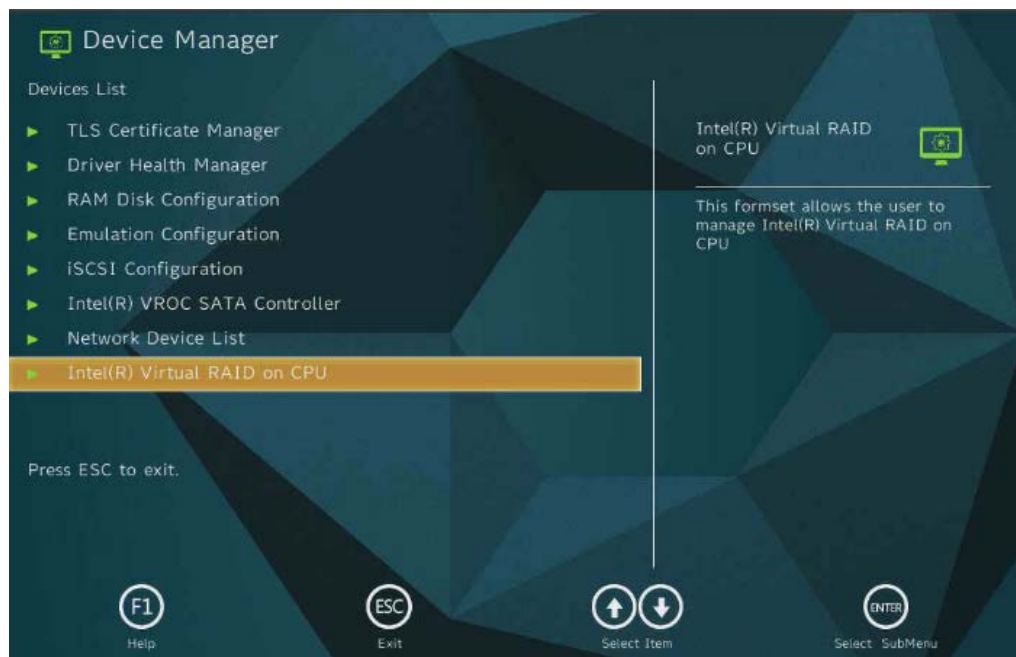 Device Manager
Devices List
TLS Certificate Manager
Driver Health Manager
RAM Disk Configuration
Emulation Configuration
iSCSI Configuration
Intel(R) VROC SATA Controller
Network Device List
Intel(R) Virtual RAID on CPU
Press ESC to exit.
Intel(R) Virtual RAID
on CPU
This formset allows the user to
manage Intel(R) Virtual RAID on
CPU
F1
Help
ESC
Exit
Select Item
ENTER
Select SubMenu